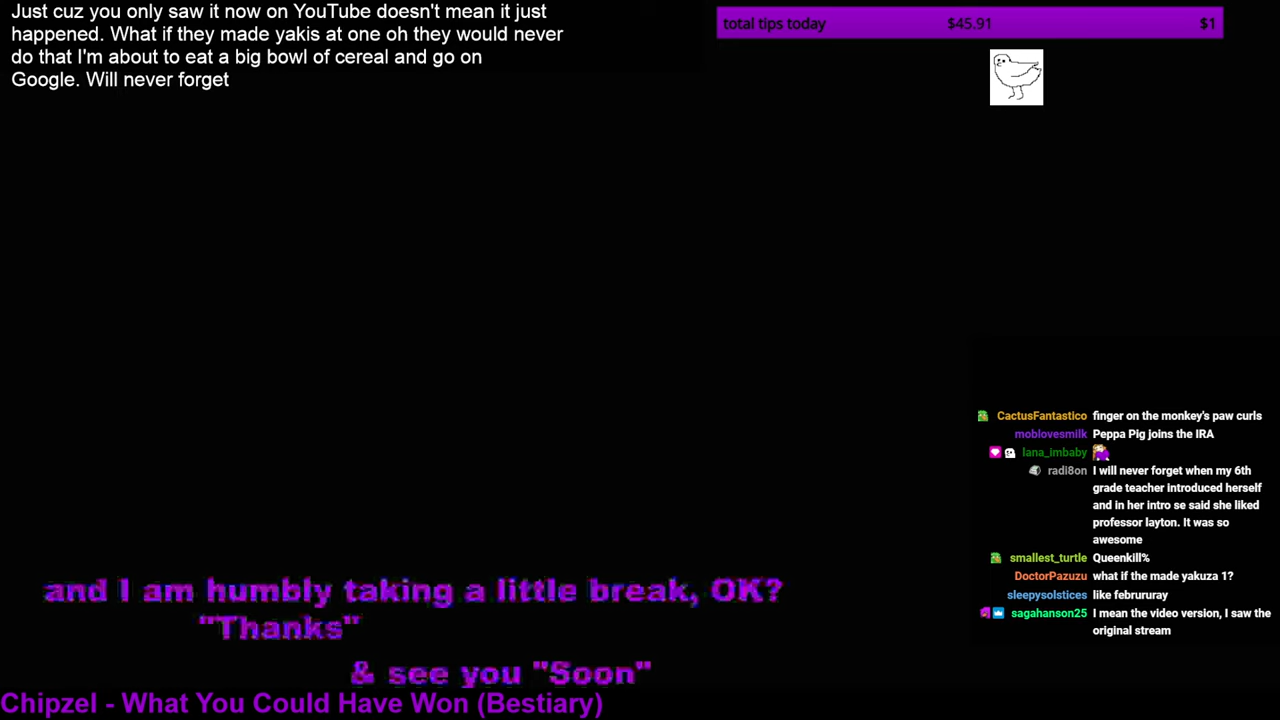 Just cuz you only saw it now on YouTube doesn't mean it just
happened. What if they made yakis at one oh they would never
do that I'm about to eat a big bowl of cereal and go on
Google. Will never forget
total tips today $45.91 $1
CactusFantastico finger on the monkey's paw curls
moblovesmilk Peppa Pig joins the IRA
lana_imbaby
radi8on I will never forget when my 6th
grade teacher introduced herself
and in her intro se said she liked
professor layton. It was so
awesome
smallest_turtle Queenkill%
DoctorPazuzu what if the made yakuza 1?
sleepysolstices like februruray
sagahanson25 I mean the video version, I saw the
original stream
and I am humbly taking a little break, OK?
"Thanks"
& see you "Soon"
Chipzel - What You Could Have Won (Bestiary)